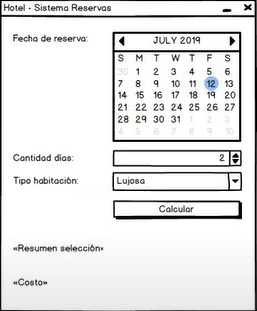 Hotel - Sistema Reservas
Fecha de reserva:
JULY 2019
S M T W T F S
30 1 2 3 4 5 6
7 8 9 10 11 12 13
14 15 16 17 18 19 20
21 22 23 24 25 26 27
28 29 30 31 1 2 3
4 5 6 7 8 9 10
Cantidad días: 2
Tipo habitación: Lujosa
Calcular
«Resumen selección»
«Costo»